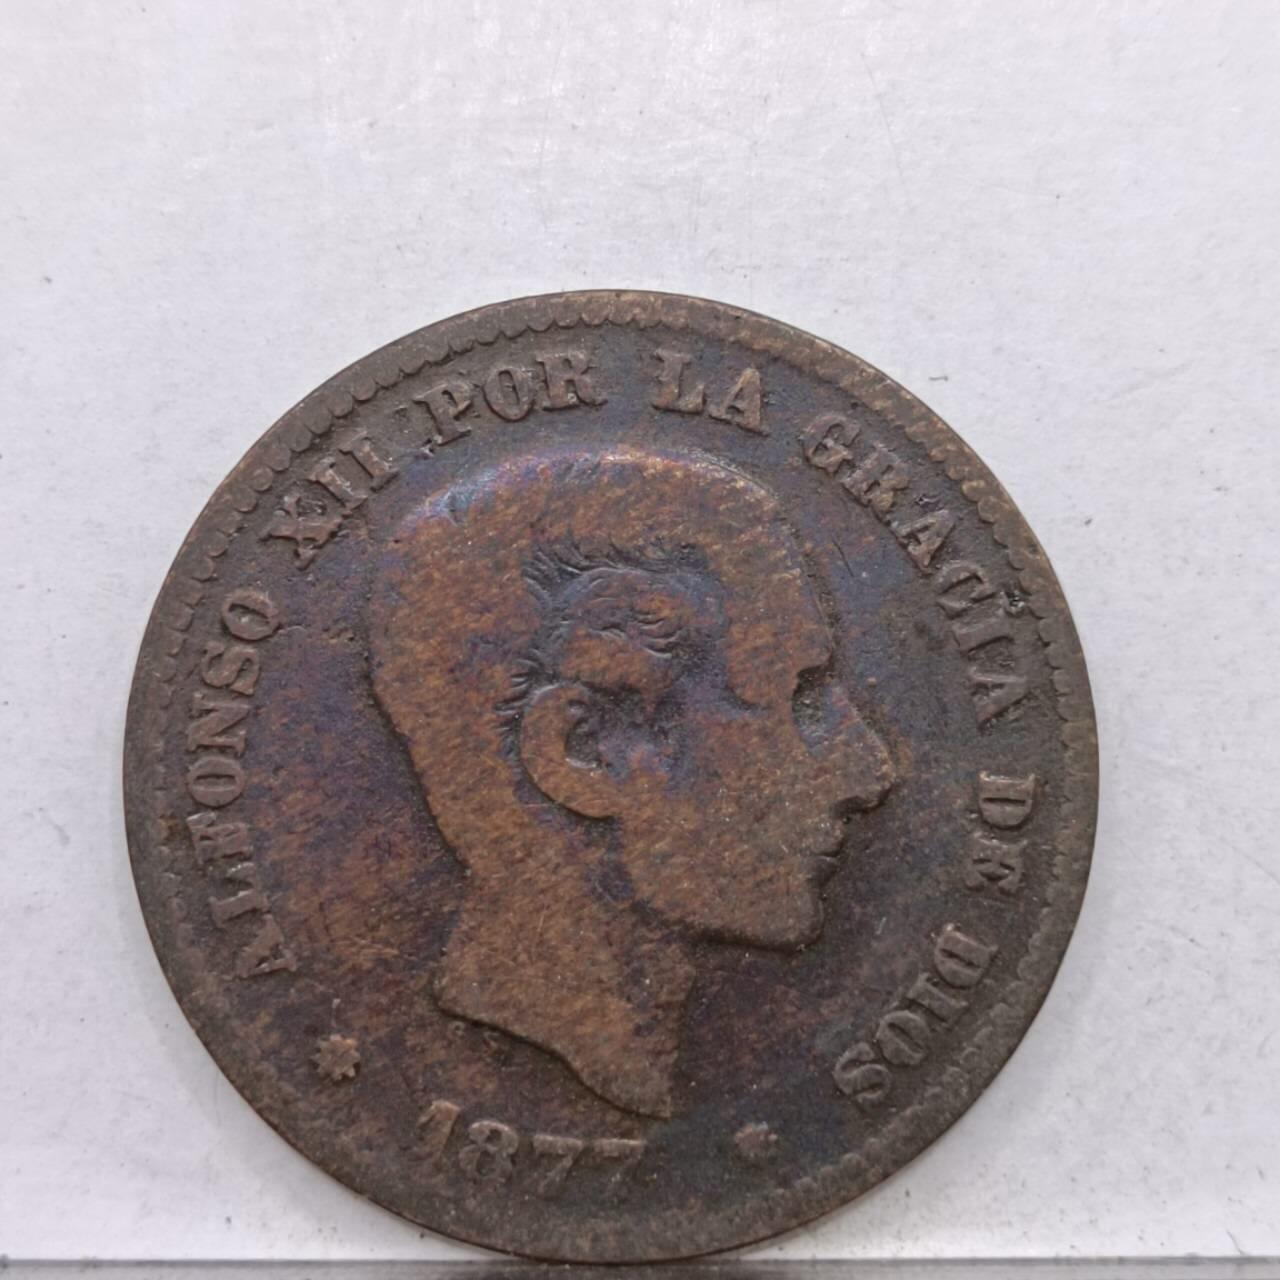 ALFONSO XII POR LA GRACIA DE DIOS
1877